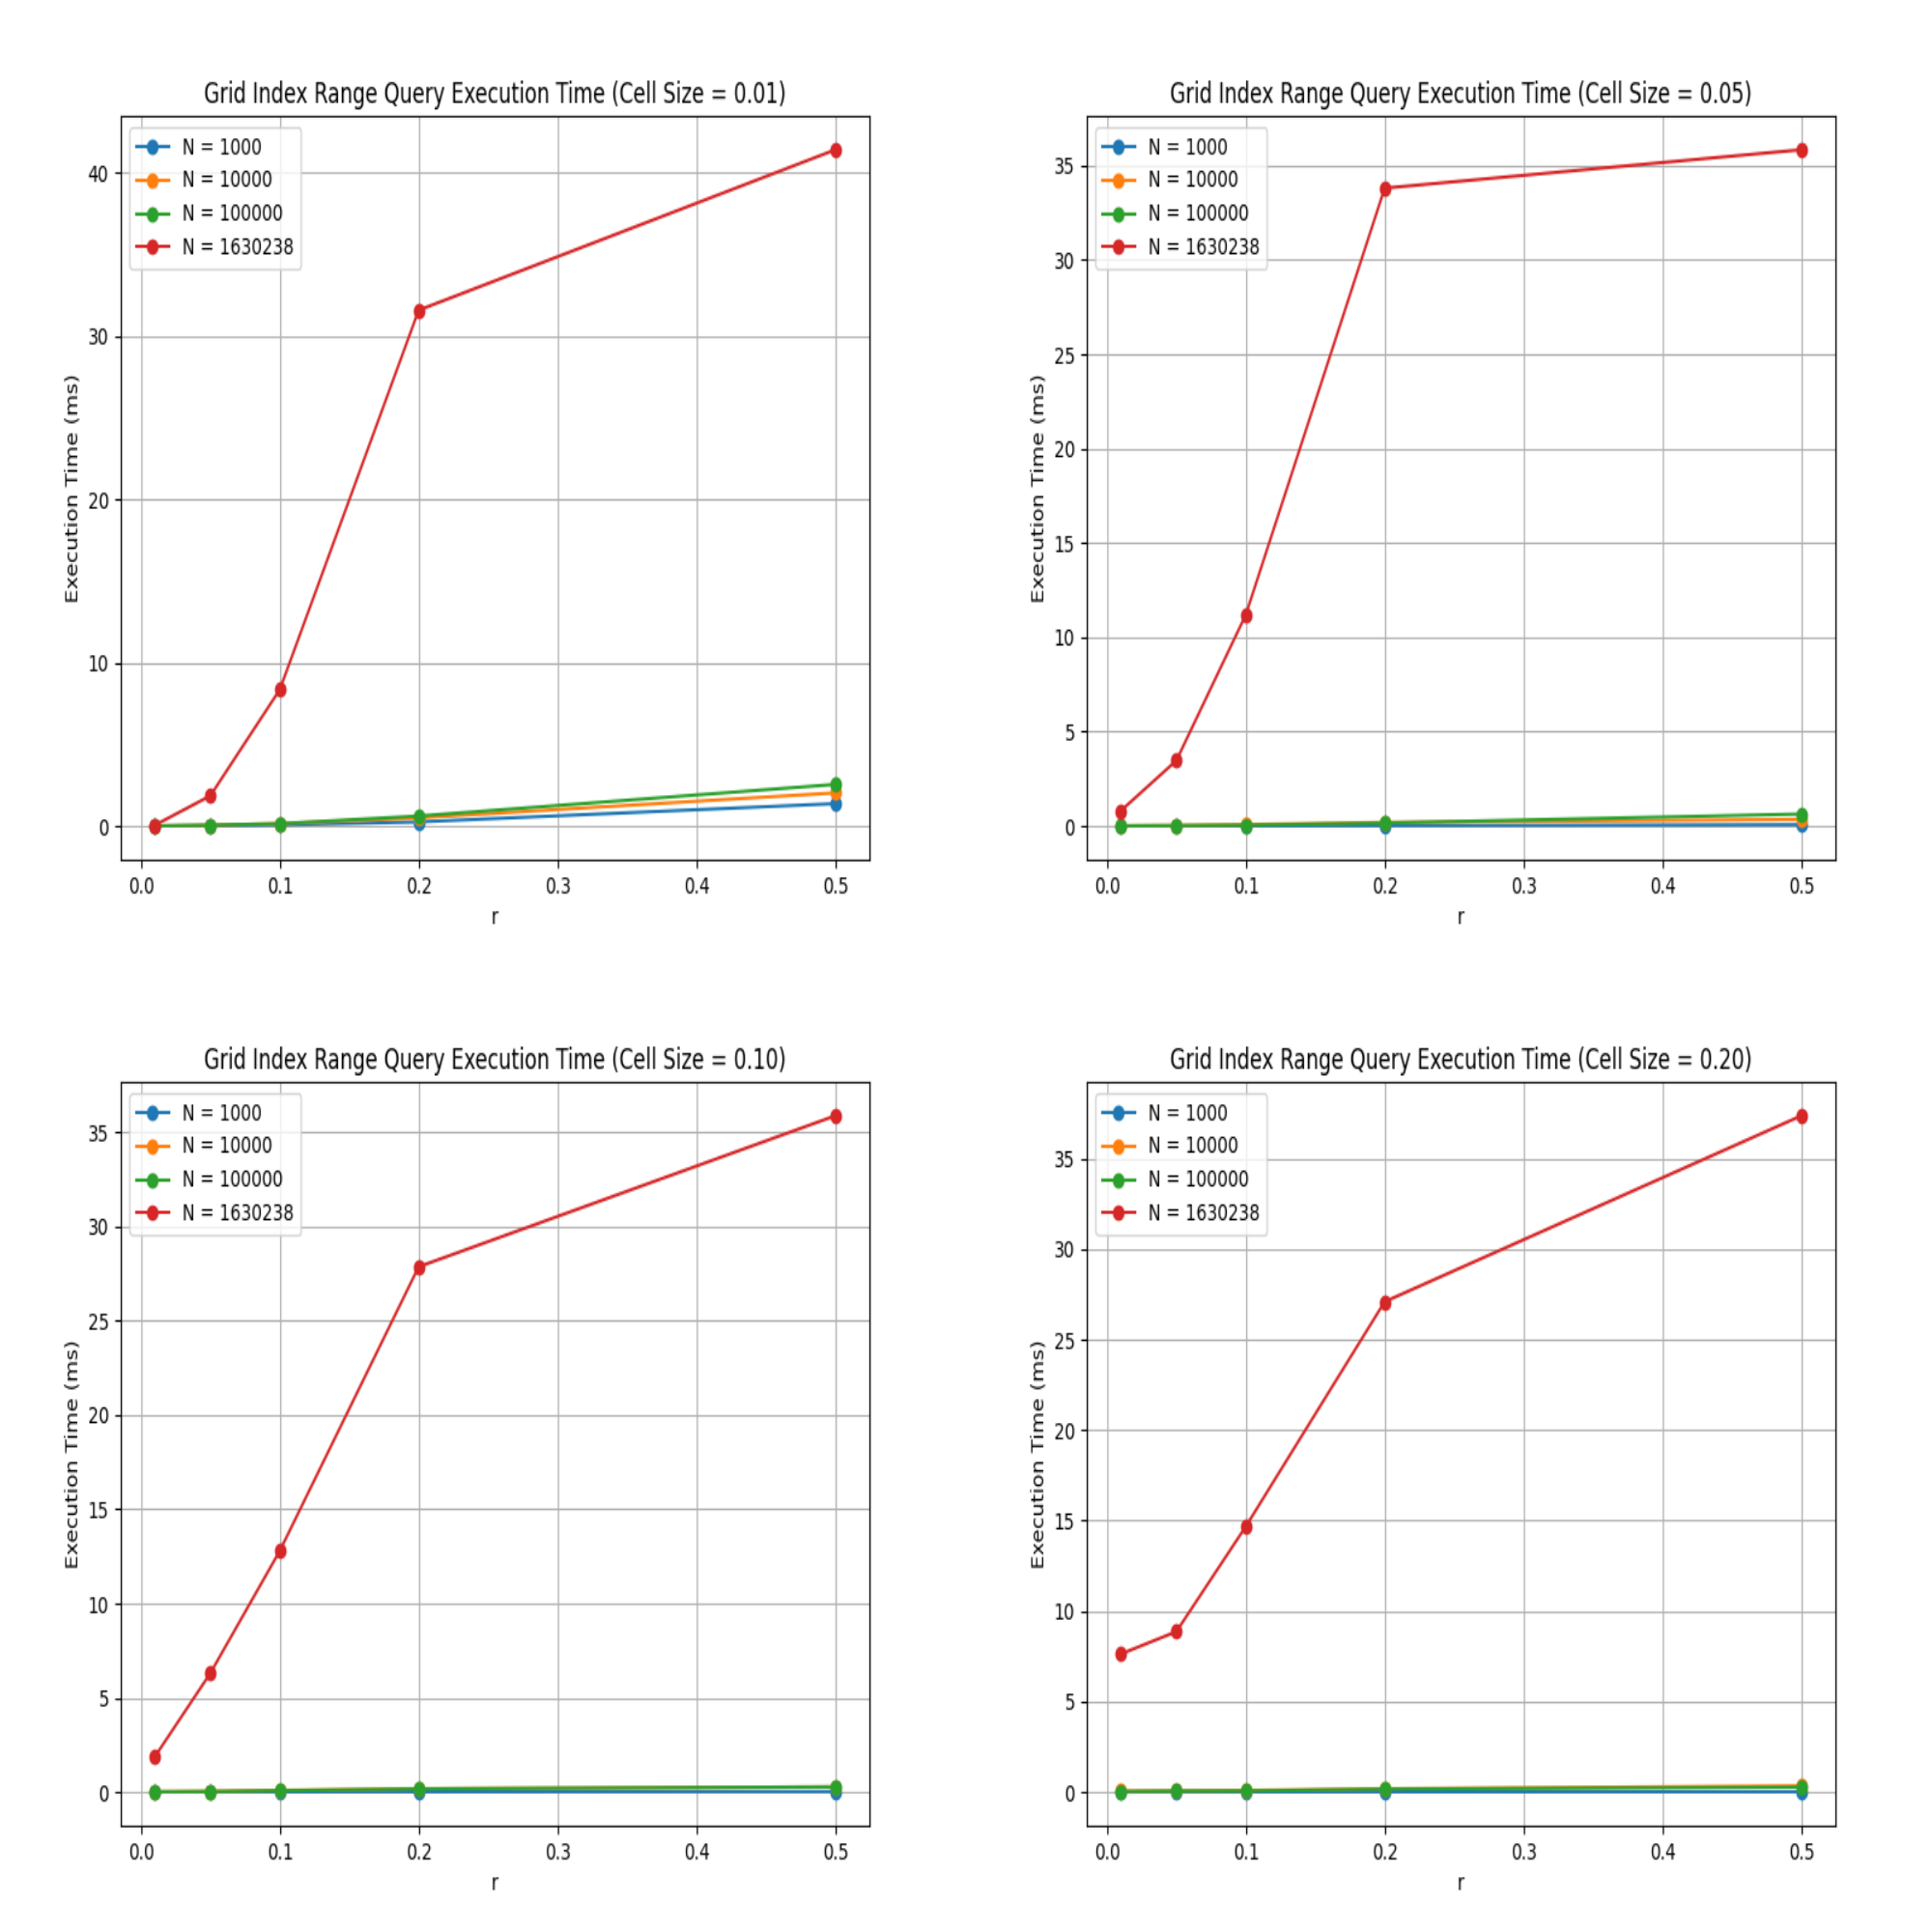 Grid Index Range Query Execution Time (Cell Size = 0.01)
N = 1000
N = 10000
N = 100000
N = 1630238
40
30
20
10
0
Execution Time (ms)
0.0 0.1 0.2 0.3 0.4 0.5
r
Grid Index Range Query Execution Time (Cell Size = 0.05)
N = 1000
N = 10000
N = 100000
N = 1630238
35
30
25
20
15
10
5
0
Execution Time (ms)
0.0 0.1 0.2 0.3 0.4 0.5
r
Grid Index Range Query Execution Time (Cell Size = 0.10)
N = 1000
N = 10000
N = 100000
N = 1630238
35
30
25
20
15
10
5
0
Execution Time (ms)
0.0 0.1 0.2 0.3 0.4 0.5
r
Grid Index Range Query Execution Time (Cell Size = 0.20)
N = 1000
N = 10000
N = 100000
N = 1630238
35
30
25
20
15
10
5
0
Execution Time (ms)
0.0 0.1 0.2 0.3 0.4 0.5
r